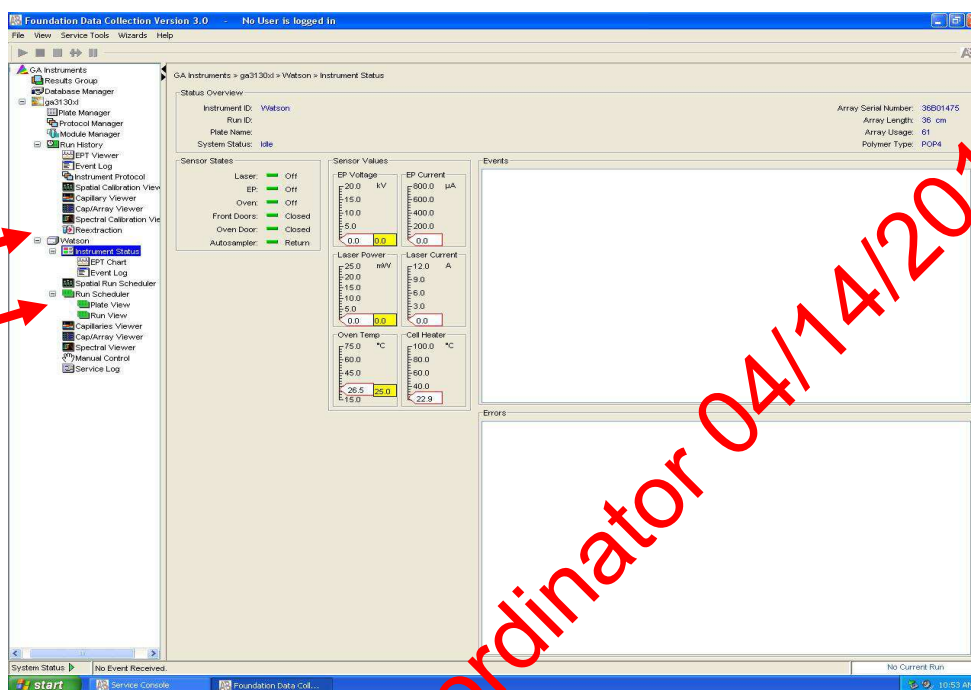 Foundation Data Collection Version 3.0 - No User is logged in
File View Service Tools Wizards Help
GA Instruments
Results Group
Database Manager
ga3130xl
Plate Manager
Protocol Manager
Module Manager
Run History
EPT Viewer
Event Log
Instrument Protocol
Spatial Calibration View
Capillary Viewer
Cap/Array Viewer
Spectral Calibration Vie
Reextraction
Watson
Instrument Status
EPT Chart
Event Log
Spatial Run Scheduler
Run Scheduler
Plate View
Run View
Capillaries Viewer
Cap/Array Viewer
Spectral Viewer
Manual Control
Service Log
GA Instruments > ga3130xl > Watson > Instrument Status
Status Overview
Instrument ID: Watson
Run ID:
Plate Name:
System Status: Idle
Array Serial Number: 36B01475
Array Length: 36 cm
Array Usage: 61
Polymer Type: POP4
Sensor States
Laser: Off
EP: Off
Oven: Off
Front Doors: Closed
Oven Door: Closed
Autosampler: Return
Sensor Values
EP Voltage
20.0 kV
15.0
10.0
5.0
0.0 0.0
EP Current
800.0 µA
600.0
400.0
200.0
0.0
Laser Power
25.0 mW
20.0
15.0
10.0
5.0
0.0 0.0
Laser Current
12.0 A
9.0
6.0
3.0
0.0
Oven Temp
75.0 °C
60.0
45.0
26.5 25.0
15.0
Cell Heater
100.0 °C
80.0
60.0
40.0
22.9
Events
Errors
rdinator 04/14/201
System Status No Event Received.
No Current Run
start Service Console Foundation Data Coll... 10:53 AM